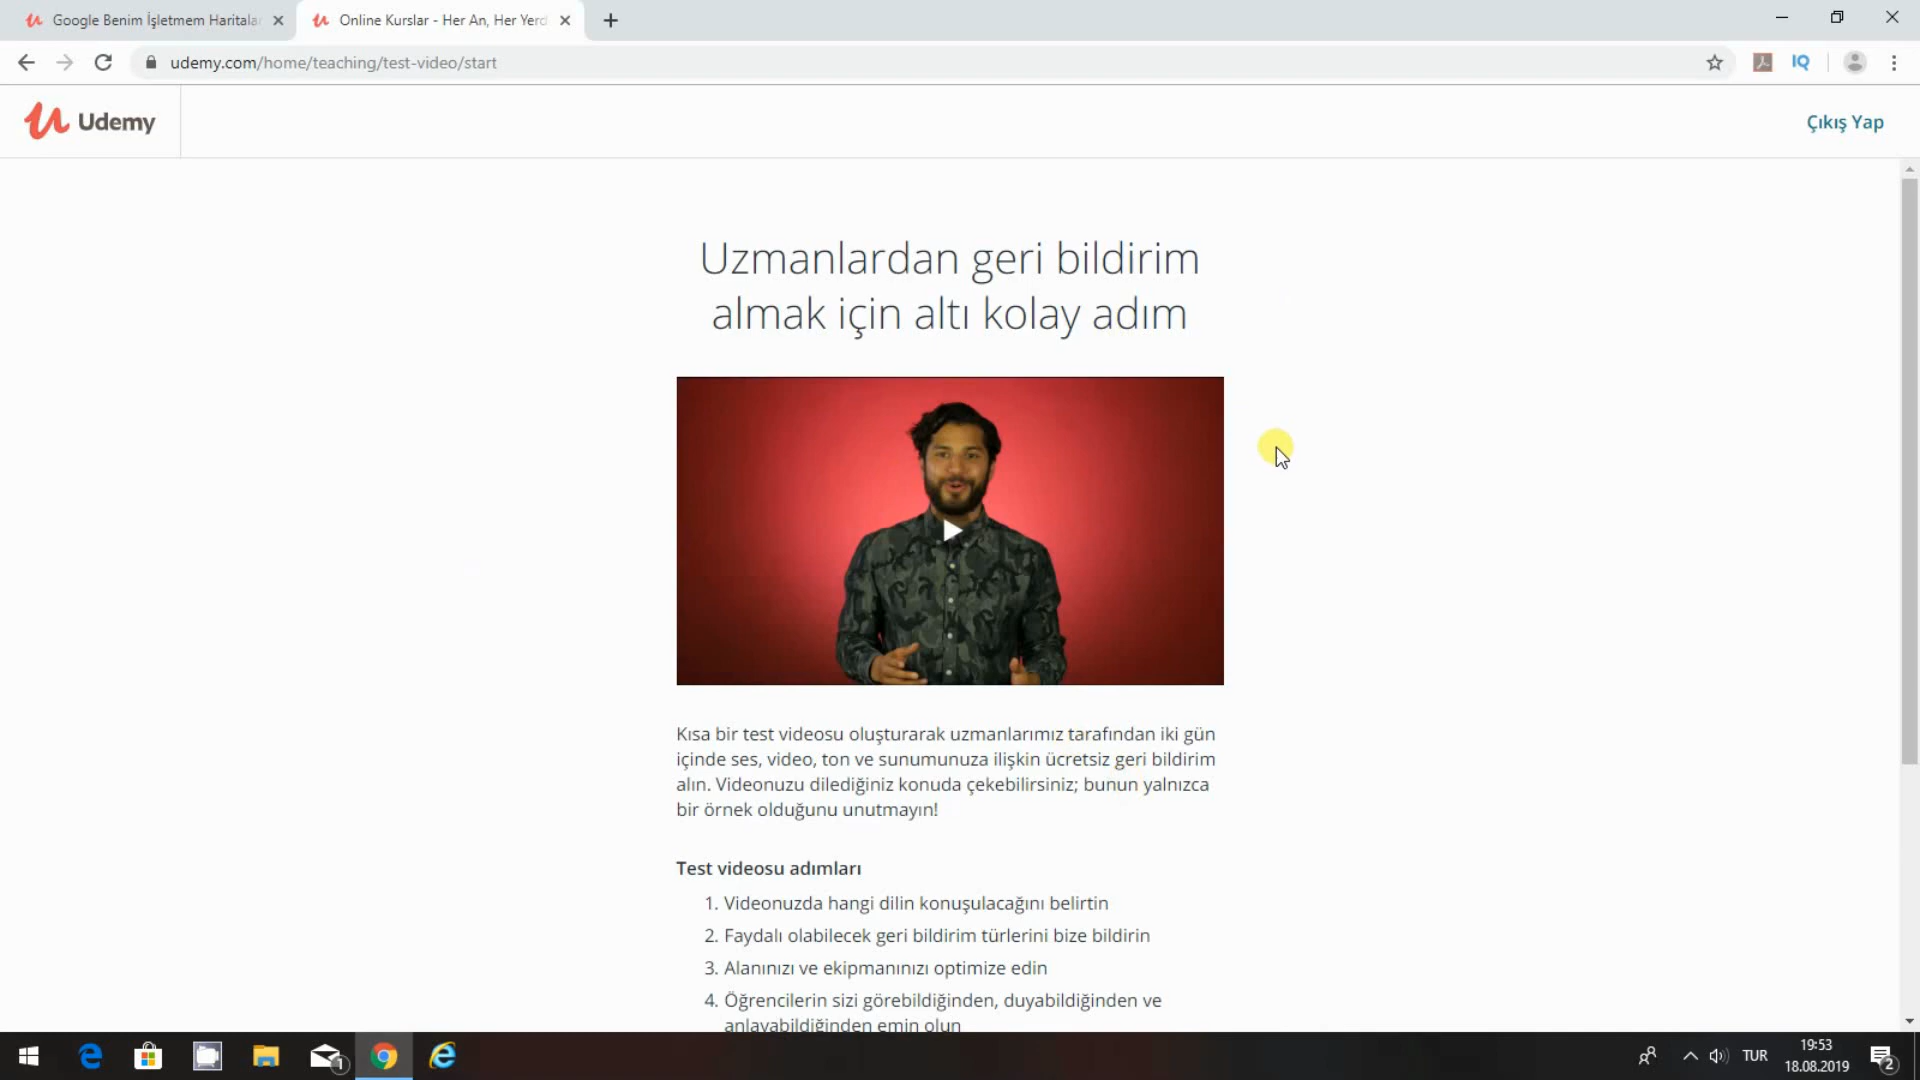 Google Benim İşletmem Haritala
Online Kurslar - Her An, Her Yerd
udemy.com/home/teaching/test-video/start
IQ
Udemy
Çıkış Yap
Uzmanlardan geri bildirim
almak için altı kolay adım
Kısa bir test videosu oluşturarak uzmanlarımız tarafından iki gün
içinde ses, video, ton ve sunumunuza ilişkin ücretsiz geri bildirim
alın. Videonuzu dilediğiniz konuda çekebilirsiniz; bunun yalnızca
bir örnek olduğunu unutmayın!
Test videosu adımları
1. Videonuzda hangi dilin konuşulacağını belirtin
2. Faydalı olabilecek geri bildirim türlerini bize bildirin
3. Alanınızı ve ekipmanınızı optimize edin
4. Öğrencilerin sizi görebildiğinden, duyabildiğinden ve
anlayabildiğinden emin olun
1
TUR
19:53
18.08.2019
2